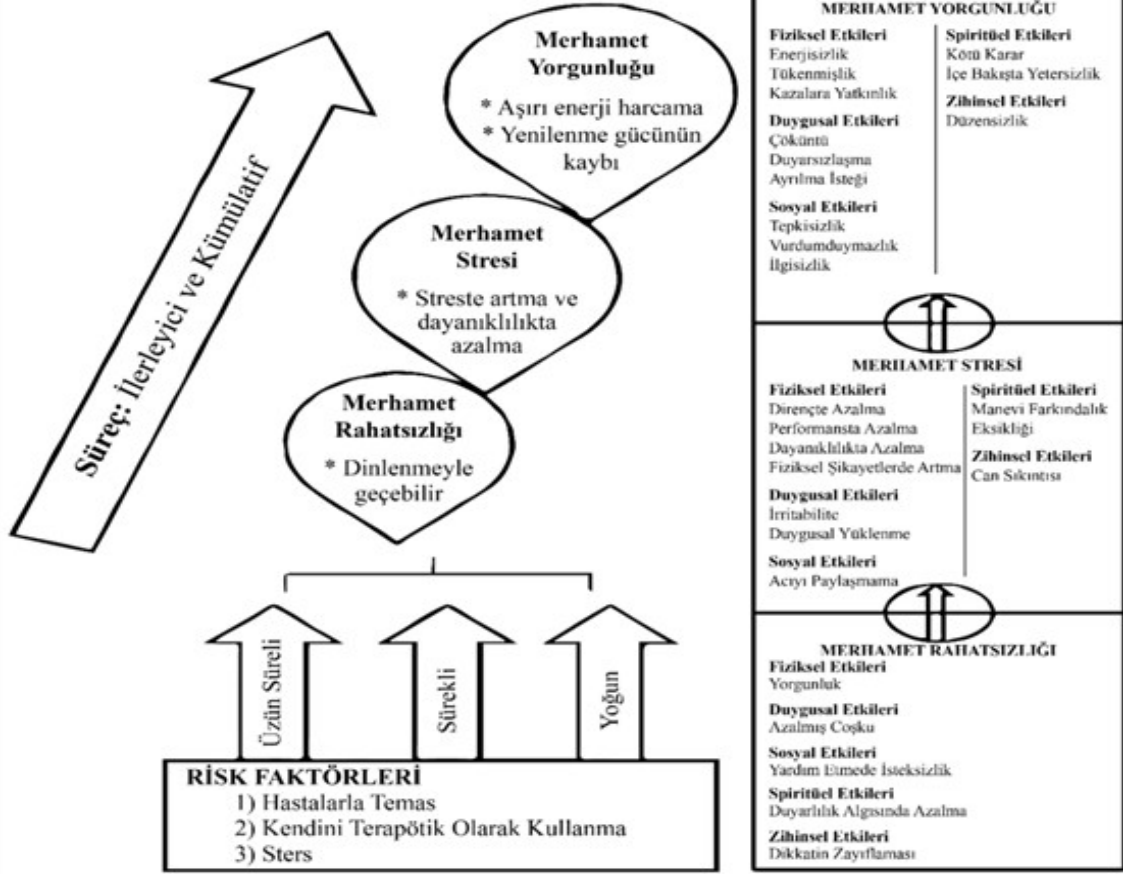 Süreç: İlerleyici ve Kümülatif
Merhamet
Yorgunluğu
* Aşırı enerji harcama
* Yenilenme gücünün
kaybı
Merhamet
Stresi
* Streste artma ve
dayanıklılıkta
azalma
Merhamet
Rahatsızlığı
* Dinlenmeyle
geçebilir
Üzün Süreli
Sürekli
Yoğun
RİSK FAKTÖRLERİ
1) Hastalarla Temas
2) Kendini Terapötik Olarak Kullanma
3) Sters
MERHAMET YORGUNLUĞU
Fiziksel Etkileri
Enerjisizlik
Tükenmişlik
Kazalara Yatkınlık
Duygusal Etkileri
Çöküntü
Duyarsızlaşma
Ayrılma İsteği
Sosyal Etkileri
Tepkisizlik
Vurdumduymazlık
İlgisizlik
Spiritüel Etkileri
Kötü Karar
İçe Bakışta Yetersizlik
Zihinsel Etkileri
Düzensizlik
MERHAMET STRESİ
Fiziksel Etkileri
Dirençte Azalma
Performansta Azalma
Dayanıklılıkta Azalma
Fiziksel Şikayetlerde Artma
Duygusal Etkileri
İrritabilite
Duygusal Yüklenme
Sosyal Etkileri
Acıyı Paylaşmama
Spiritüel Etkileri
Manevi Farkındalık
Eksikliği
Zihinsel Etkileri
Can Sıkıntısı
MERHAMET RAHATSIZLIĞI
Fiziksel Etkileri
Yorgunluk
Duygusal Etkileri
Azalmış Coşku
Sosyal Etkileri
Yardım Etmede İsteksizlik
Spiritüel Etkileri
Duyarlılık Algısında Azalma
Zihinsel Etkileri
Dikkatin Zayıflaması